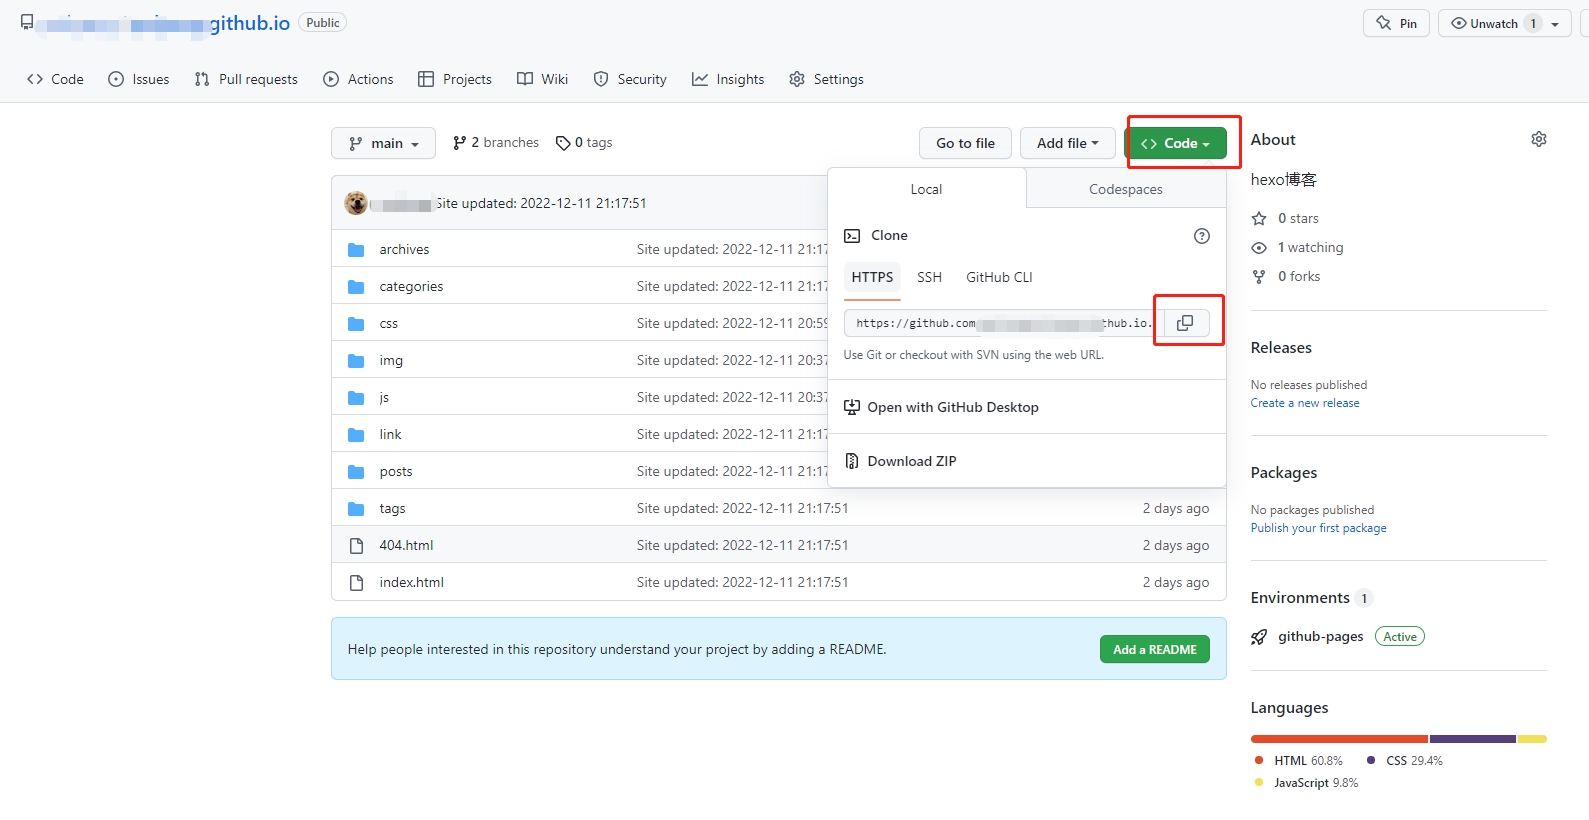 github.io Public
Pin
Unwatch 1
Code Issues Pull requests Actions Projects Wiki Security Insights Settings
main 2 branches 0 tags Go to file Add file Code
Site updated: 2022-12-11 21:17:51
archives Site updated: 2022-12-11 21:17
categories Site updated: 2022-12-11 21:17
css Site updated: 2022-12-11 20:59
img Site updated: 2022-12-11 20:37
js Site updated: 2022-12-11 20:37
link Site updated: 2022-12-11 21:17
posts Site updated: 2022-12-11 21:17
tags Site updated: 2022-12-11 21:17:51 2 days ago
404.html Site updated: 2022-12-11 21:17:51 2 days ago
index.html Site updated: 2022-12-11 21:17:51 2 days ago
Local Codespaces
Clone
HTTPS SSH GitHub CLI
https://github.com thub.io.
Use Git or checkout with SVN using the web URL.
Open with GitHub Desktop
Download ZIP
Help people interested in this repository understand your project by adding a README. Add a README
About
hexo博客
0 stars
1 watching
0 forks
Releases
No releases published
Create a new release
Packages
No packages published
Publish your first package
Environments 1
github-pages Active
Languages
HTML 60.8% CSS 29.4%
JavaScript 9.8%